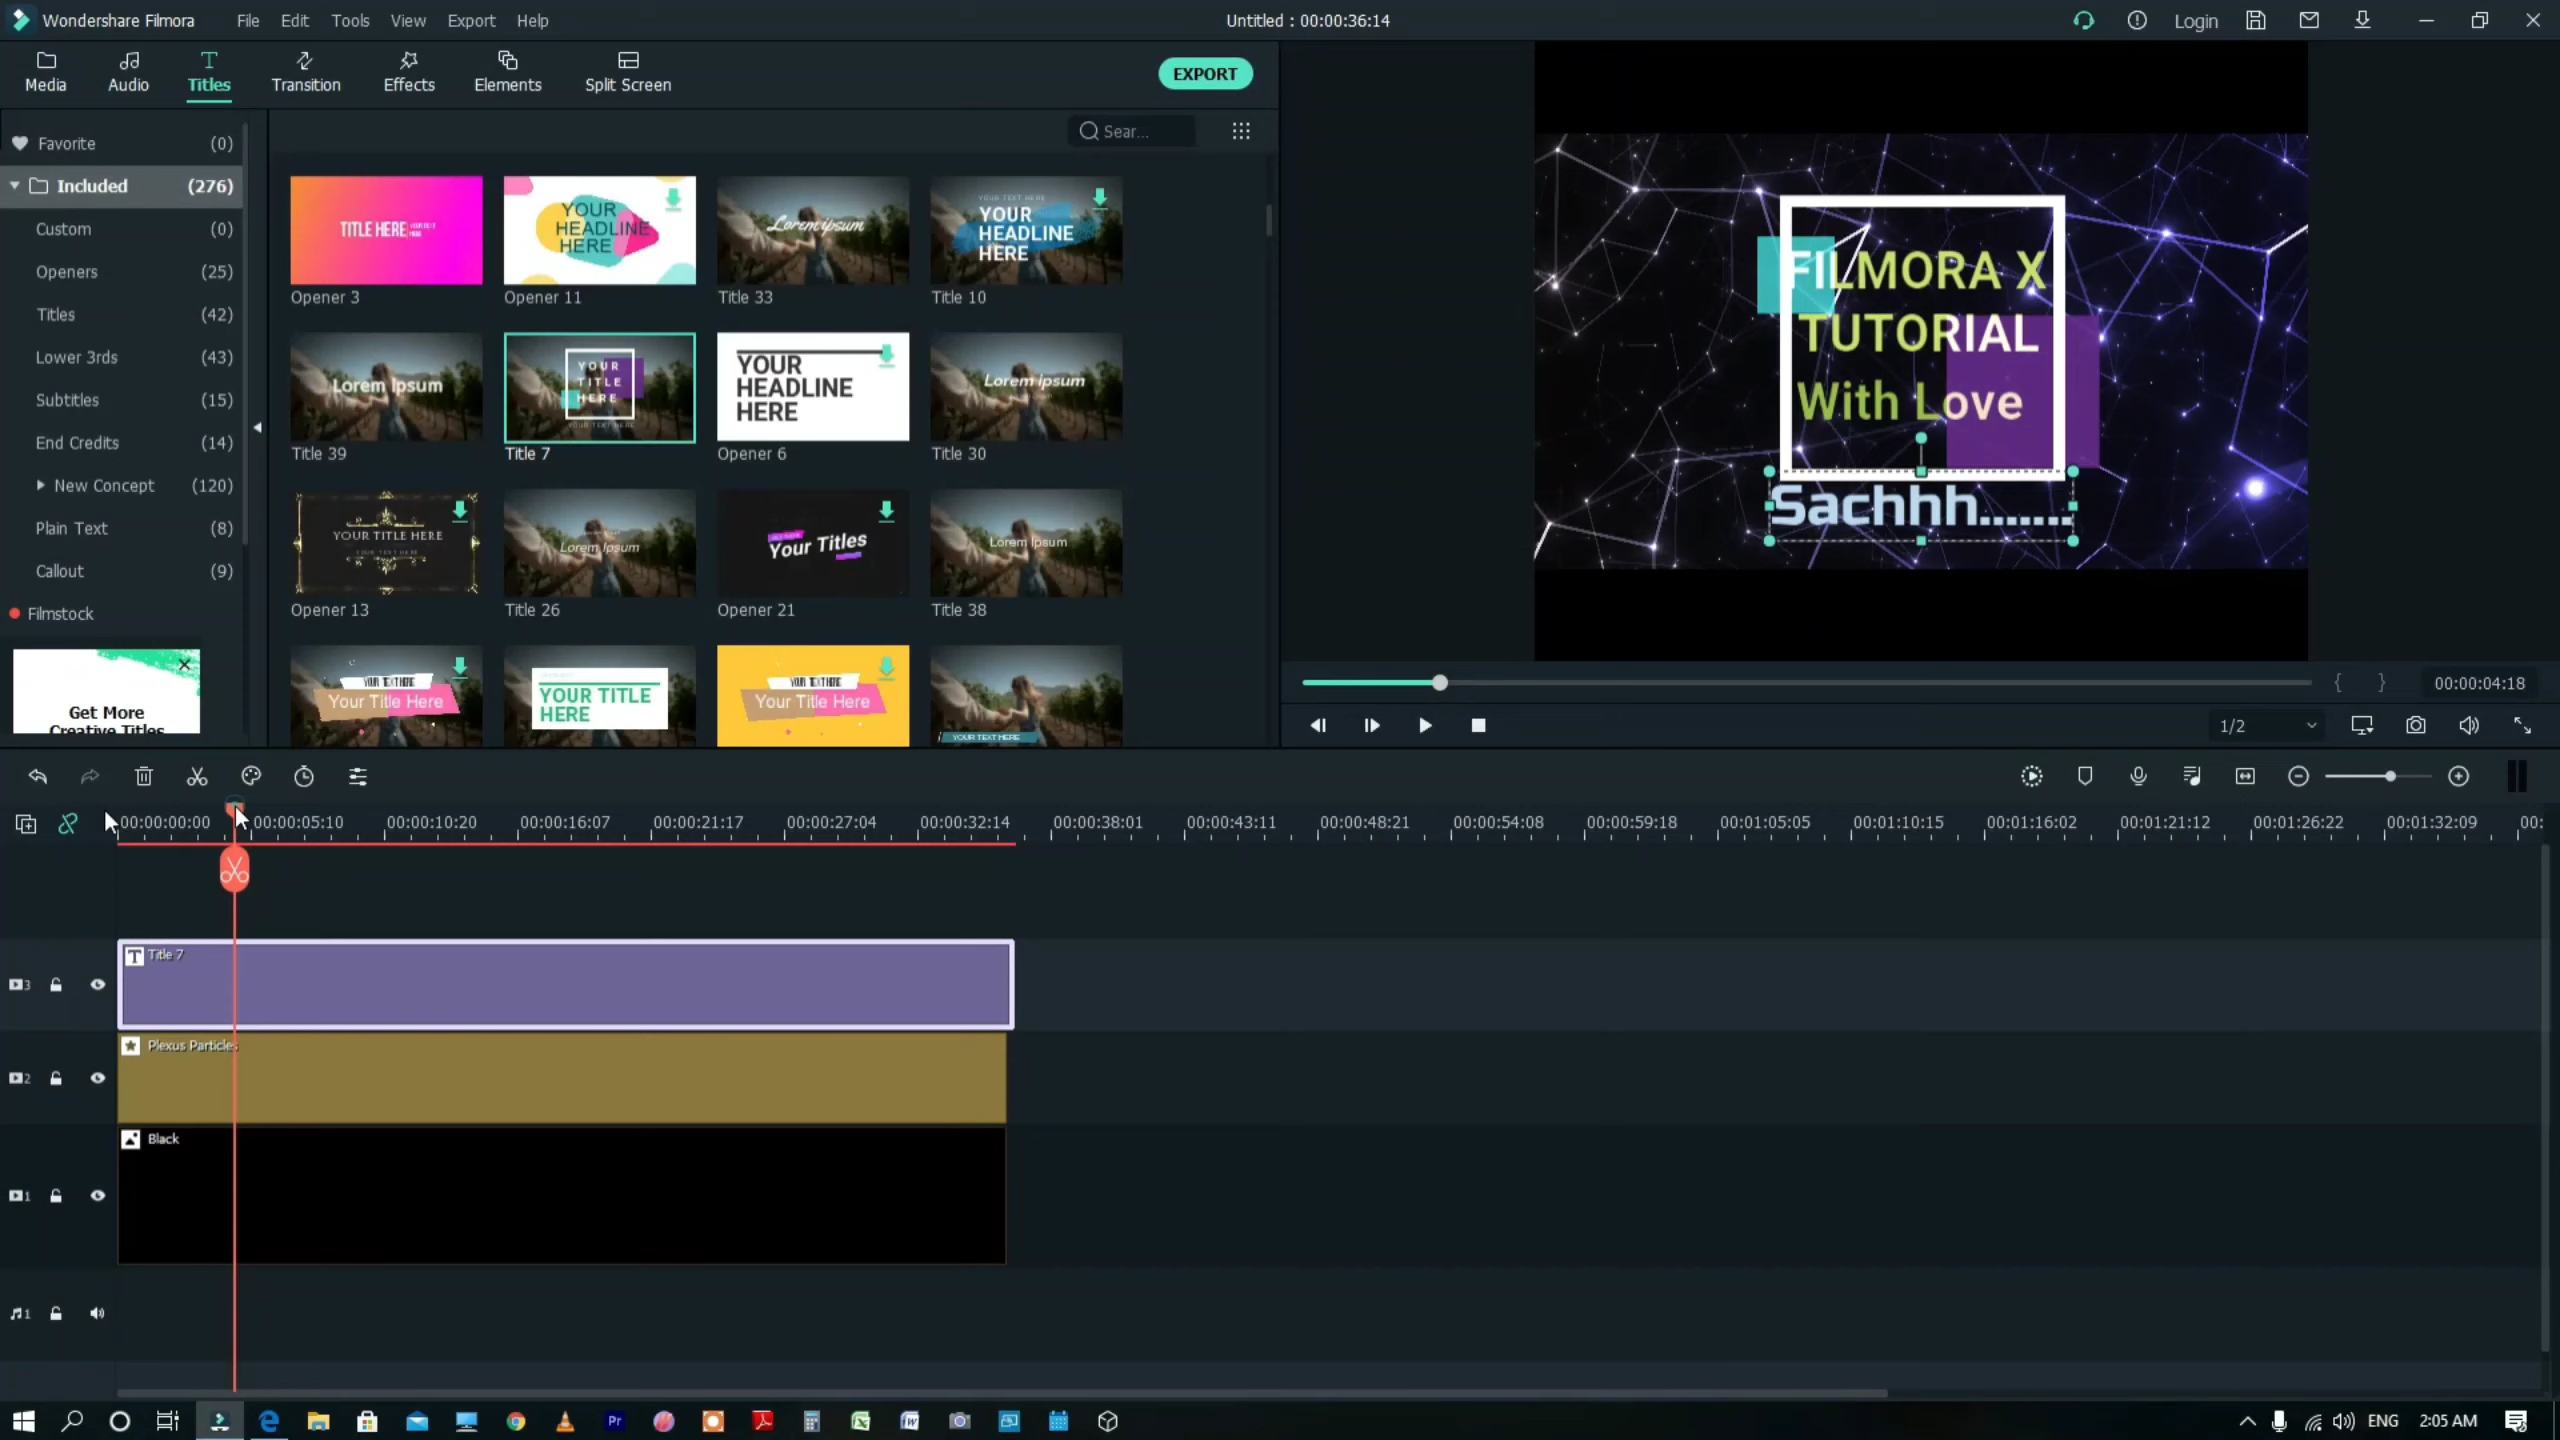 Wondershare Filmora
File
Edit
Tools
View
Export
Help
Untitled : 00:00:36:14
Login
Media
Audio
Titles
Transition
Effects
Elements
Split Screen
EXPORT
Favorite (0)
Included (276)
Custom (0)
Openers (25)
Titles (42)
Lower 3rds (43)
Subtitles (15)
End Credits (14)
New Concept (120)
Plain Text (8)
Callout (9)
Filmstock
Get More
Creative Titles
Sear...
TITLE HERE
Opener 3
YOUR
HEADLINE
HERE
Opener 11
Lorem ipsum
Title 33
YOUR TEXT HERE
YOUR
HEADLINE
HERE
Title 10
Lorem Ipsum
Title 39
YOUR
TITLE
HERE
YOUR TEXT HERE
Title 7
YOUR
HEADLINE
HERE
Opener 6
Lorem Ipsum
Title 30
YOUR TITLE HERE
YOUR TEXT HERE
Opener 13
Lorem Ipsum
Title 26
Your Titles
Opener 21
Lorem Ipsum
Title 38
YOUR TEXT HERE
Your Title Here
YOUR TITLE
HERE
YOUR TEXT HERE
Your Title Here
YOUR TEXT HERE
FILMORA X
TUTORIAL
With Love
Sachhh.......
{ }
00:00:04:18
1/2
00:00:00:00
00:00:05:10
00:00:10:20
00:00:16:07
00:00:21:17
00:00:27:04
00:00:32:14
00:00:38:01
00:00:43:11
00:00:48:21
00:00:54:08
00:00:59:18
00:01:05:05
00:01:10:15
00:01:16:02
00:01:21:12
00:01:26:22
00:01:32:09
00:
3
T Title 7
2
Plexus Particles
1
Black
1
Pr
ENG
2:05 AM